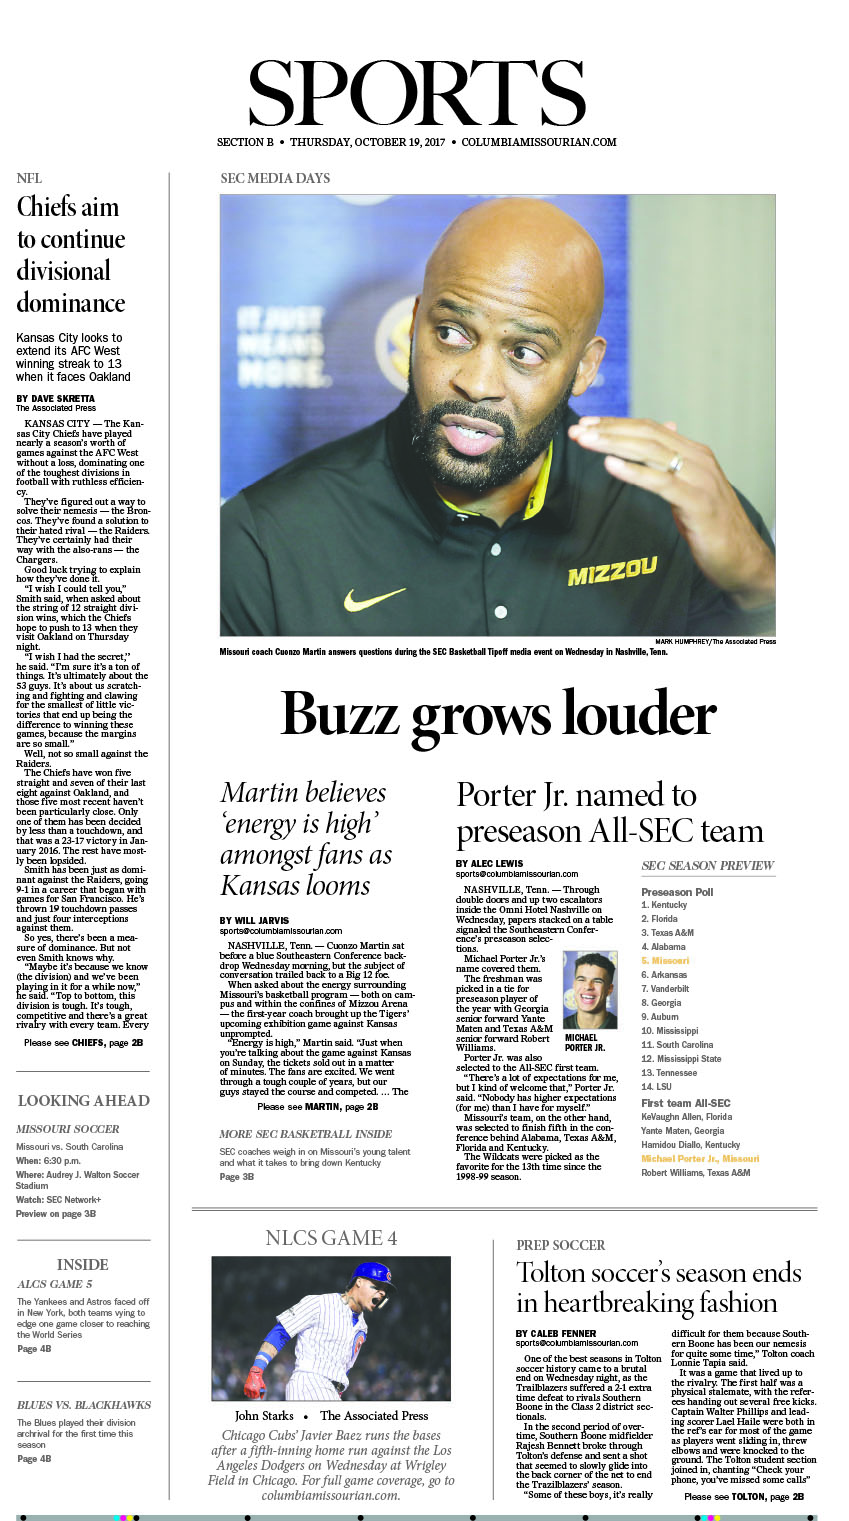 SPORTS
SECTION B • THURSDAY, OCTOBER 19, 2017 • COLUMBIAMISSOURIAN.COM
NFL
Chiefs aim
to continue
divisional
dominance
Kansas City looks to
extend its AFC West
winning streak to 13
when it faces Oakland
BY DAVE SKRETTA
The Associated Press
KANSAS CITY — The Kan-
sas City Chiefs have played
nearly a season's worth of
games against the AFC West
without a loss, dominating one
of the toughest divisions in
football with ruthless efficien-
cy.
They've figured out a way to
solve their nemesis — the Bron-
cos. They've found a solution to
their hated rival — the Raiders.
They've certainly had their
way with the also-rans — the
Chargers.
Good luck trying to explain
how they've done it.
"I wish I could tell you,"
Smith said, when asked about
the string of 12 straight divi-
sion wins, which the Chiefs
hope to push to 13 when they
visit Oakland on Thursday
night.
"I wish I had the secret,"
he said. "I'm sure it's a ton of
things. It's ultimately about the
53 guys. It's about us scratch-
ing and fighting and clawing
for the smallest of little vic-
tories that end up being the
difference to winning these
games, because the margins
are so small."
Well, not so small against the
Raiders.
The Chiefs have won five
straight and seven of their last
eight against Oakland, and
those five most recent haven't
been particularly close. Only
one of them has been decided
by less than a touchdown, and
that was a 23-17 victory in Jan-
uary 2016. The rest have most-
ly been lopsided.
Smith has been just as domi-
nant against the Raiders, going
9-1 in a career that began with
games for San Francisco. He's
thrown 19 touchdown passes
and just four interceptions
against them.
So yes, there's been a mea-
sure of dominance. But not
even Smith knows why.
"Maybe it's because we know
(the division) and we've been
playing in it for a while now,"
he said. "Top to bottom, this
division is tough. It's tough,
competitive and there's a great
rivalry with every team. Every
Please see CHIEFS, page 2B
LOOKING AHEAD
MISSOURI SOCCER
Missouri vs. South Carolina
When: 6:30 p.m.
Where: Audrey J. Walton Soccer
Stadium
Watch: SEC Network+
Preview on page 3B
INSIDE
ALCS GAME 5
The Yankees and Astros faced off
in New York, both teams vying to
edge one game closer to reaching
the World Series
Page 4B
BLUES VS. BLACKHAWKS
The Blues played their division
archrival for the first time this
season
Page 4B
SEC MEDIA DAYS
IT JUST
MEANS
MORE.
MIZZOU
MARK HUMPHREY/The Associated Press
Missouri coach Cuonzo Martin answers questions during the SEC Basketball Tipoff media event on Wednesday in Nashville, Tenn.
Buzz grows louder
Martin believes
'energy is high'
amongst fans as
Kansas looms
BY WILL JARVIS
sports@columbiamissourian.com
NASHVILLE, Tenn. — Cuonzo Martin sat
before a blue Southeastern Conference back-
drop Wednesday morning, but the subject of
conversation trailed back to a Big 12 foe.
When asked about the energy surrounding
Missouri's basketball program — both on cam-
pus and within the confines of Mizzou Arena
— the first-year coach brought up the Tigers'
upcoming exhibition game against Kansas
unprompted.
"Energy is high," Martin said. "Just when
you're talking about the game against Kansas
on Sunday, the tickets sold out in a matter
of minutes. The fans are excited. We went
through a tough couple of years, but our
guys stayed the course and competed. ... The
Please see MARTIN, page 2B
MORE SEC BASKETBALL INSIDE
SEC coaches weigh in on Missouri's young talent
and what it takes to bring down Kentucky
Page 3B
Porter Jr. named to
preseason All-SEC team
BY ALEC LEWIS
sports@columbiamissourian.com
NASHVILLE, Tenn. — Through
double doors and up two escalators
inside the Omni Hotel Nashville on
Wednesday, papers stacked on a table
signaled the Southeastern Confer-
ence's preseason selec-
tions.
Michael Porter Jr.'s
name covered them.
The freshman was
picked in a tie for
preseason player of
the year with Georgia
senior forward Yante
Maten and Texas A&M
senior forward Robert
Williams.
Porter Jr. was also
selected to the All-SEC first team.
"There's a lot of expectations for me,
but I kind of welcome that," Porter Jr.
said. "Nobody has higher expectations
(for me) than I have for myself."
Missouri's team, on the other hand,
was selected to finish fifth in the con-
ference behind Alabama, Texas A&M,
Florida and Kentucky.
The Wildcats were picked as the
favorite for the 13th time since the
1998-99 season.
MICHAEL
PORTER JR.
SEC SEASON PREVIEW
Preseason Poll
1. Kentucky
2. Florida
3. Texas A&M
4. Alabama
5. Missouri
6. Arkansas
7. Vanderbilt
8. Georgia
9. Auburn
10. Mississippi
11. South Carolina
12. Mississippi State
13. Tennessee
14. LSU
First team All-SEC
KeVaughn Allen, Florida
Yante Maten, Georgia
Hamidou Diallo, Kentucky
Michael Porter Jr., Missouri
Robert Williams, Texas A&M
NLCS GAME 4
John Starks • The Associated Press
Chicago Cubs' Javier Baez runs the bases
after a fifth-inning home run against the Los
Angeles Dodgers on Wednesday at Wrigley
Field in Chicago. For full game coverage, go to
columbiamissourian.com.
PREP SOCCER
Tolton soccer's season ends
in heartbreaking fashion
BY CALEB FENNER
sports@columbiamissourian.com
One of the best seasons in Tolton
soccer history came to a brutal
end on Wednesday night, as the
Trailblazers suffered a 2-1 extra
time defeat to rivals Southern
Boone in the Class 2 district sec-
tionals.
In the second period of over-
time, Southern Boone midfielder
Rajesh Bennett broke through
Tolton's defense and sent a shot
that seemed to slowly glide into
the back corner of the net to end
the Trazilblazers' season.
"Some of these boys, it's really
difficult for them because South-
ern Boone has been our nemesis
for quite some time," Tolton coach
Lonnie Tapia said.
It was a game that lived up to
the rivalry. The first half was a
physical stalemate, with the refer-
ees handing out several free kicks.
Captain Walter Phillips and lead-
ing scorer Lael Haile were both in
the ref's ear for most of the game
as players went sliding in, threw
elbows and were knocked to the
ground. The Tolton student section
joined in, chanting "Check your
phone, you've missed some calls"
Please see TOLTON, page 2B